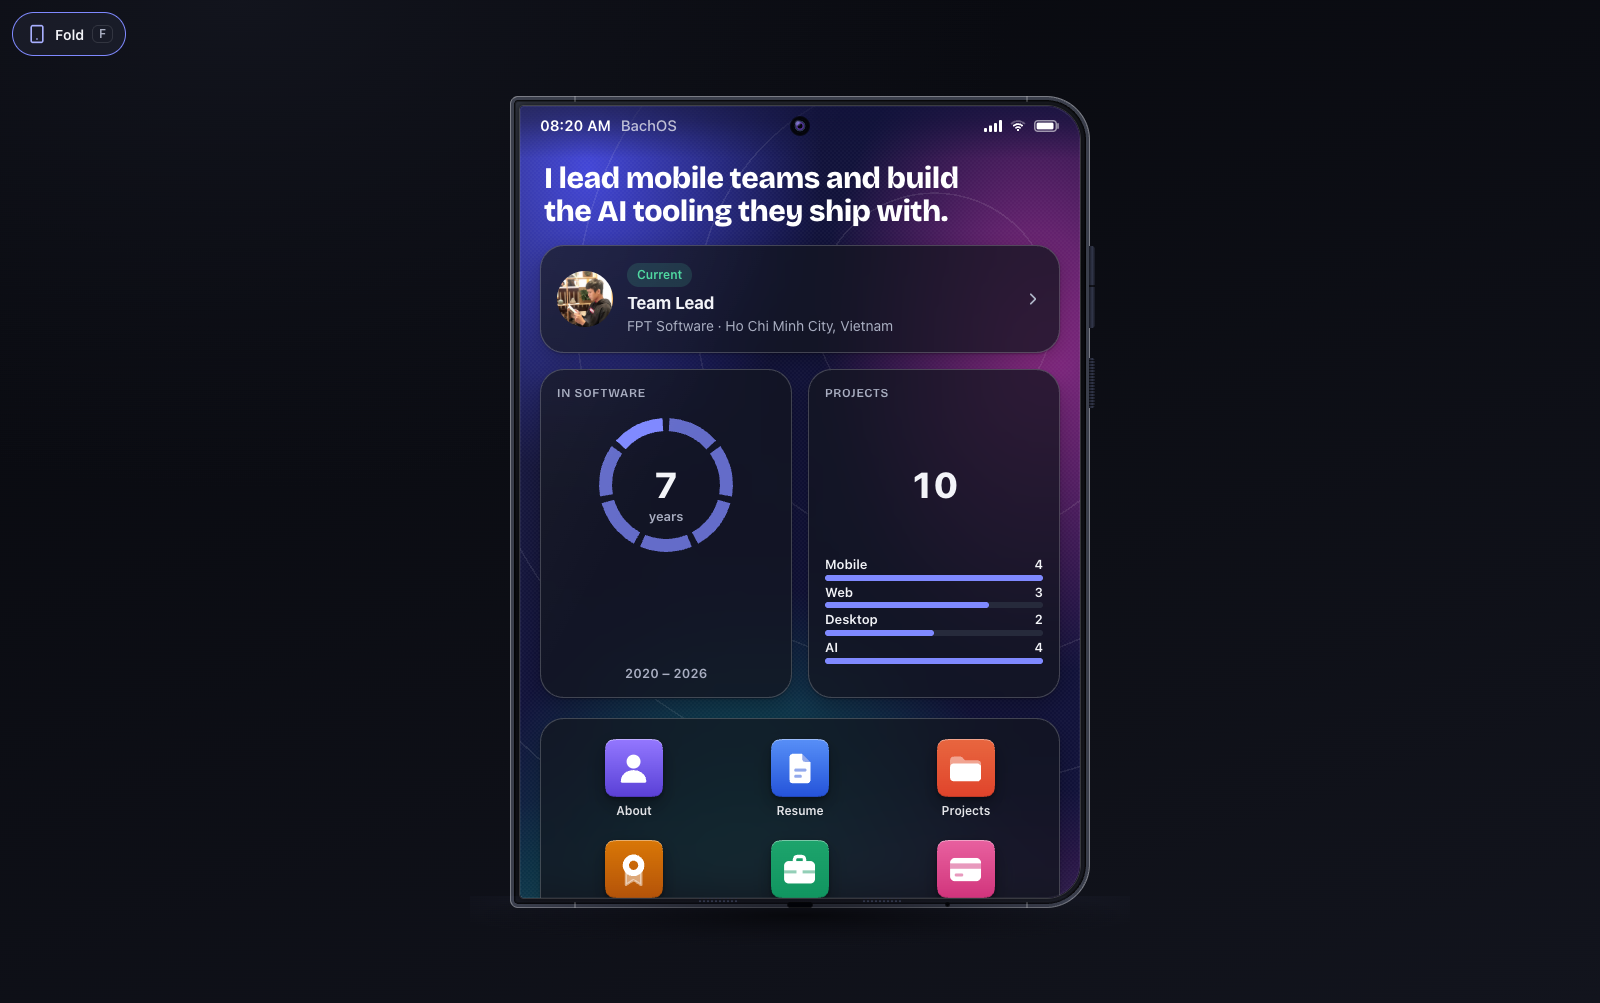 Fold F
08:20 AM BachOS
I lead mobile teams and build
the AI tooling they ship with.
Current
Team Lead
FPT Software · Ho Chi Minh City, Vietnam
IN SOFTWARE
7
years
2020 – 2026
PROJECTS
10
Mobile 4
Web 3
Desktop 2
AI 4
About
Resume
Projects